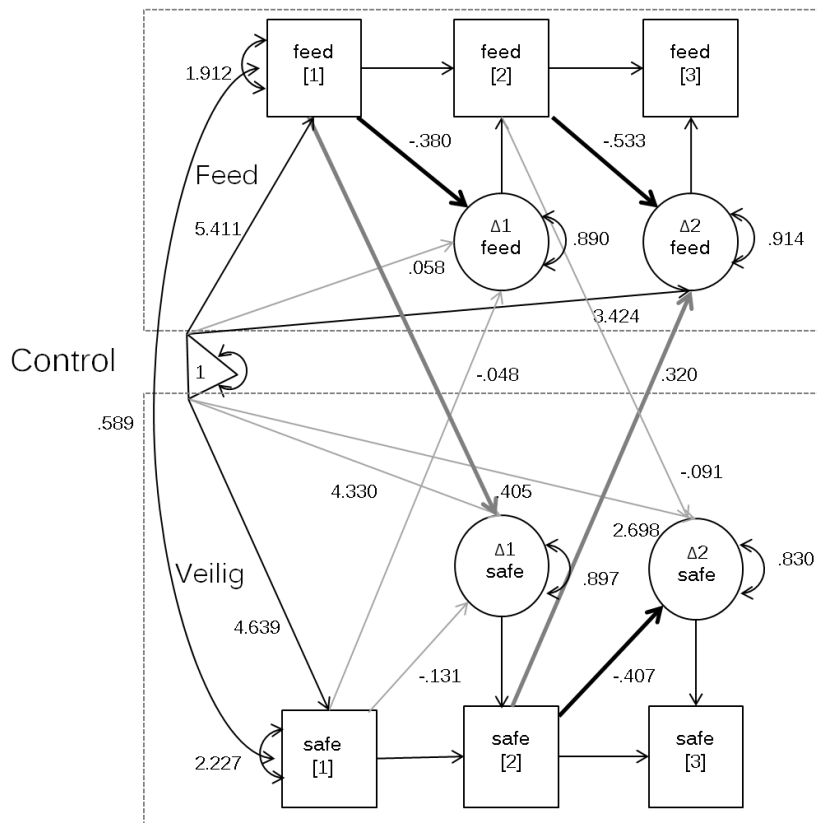 feed
[1]
feed
[2]
feed
[3]
1.912
-.380
-.533
Feed
5.411
Δ1
feed
.890
Δ2
feed
.914
.058
3.424
Control
1
-.048
.320
.589
4.330
.405
-.091
2.698
Δ1
safe
.897
Δ2
safe
.830
Veilig
4.639
-.131
-.407
2.227
safe
[1]
safe
[2]
safe
[3]